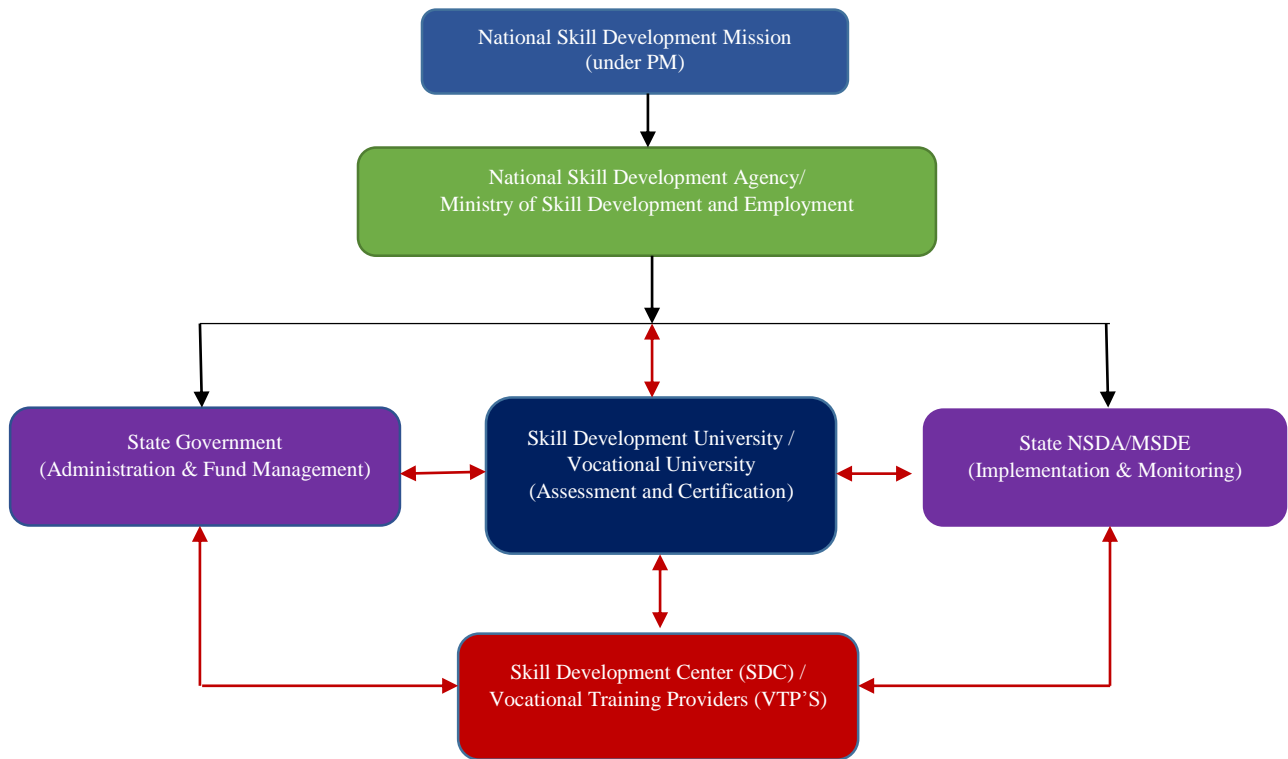 National Skill Development Mission
(under PM)
National Skill Development Agency/
Ministry of Skill Development and Employment
State Government
(Administration & Fund Management)
Skill Development University /
Vocational University
(Assessment and Certification)
State NSDA/MSDE
(Implementation & Monitoring)
Skill Development Center (SDC) /
Vocational Training Providers (VTP’S)